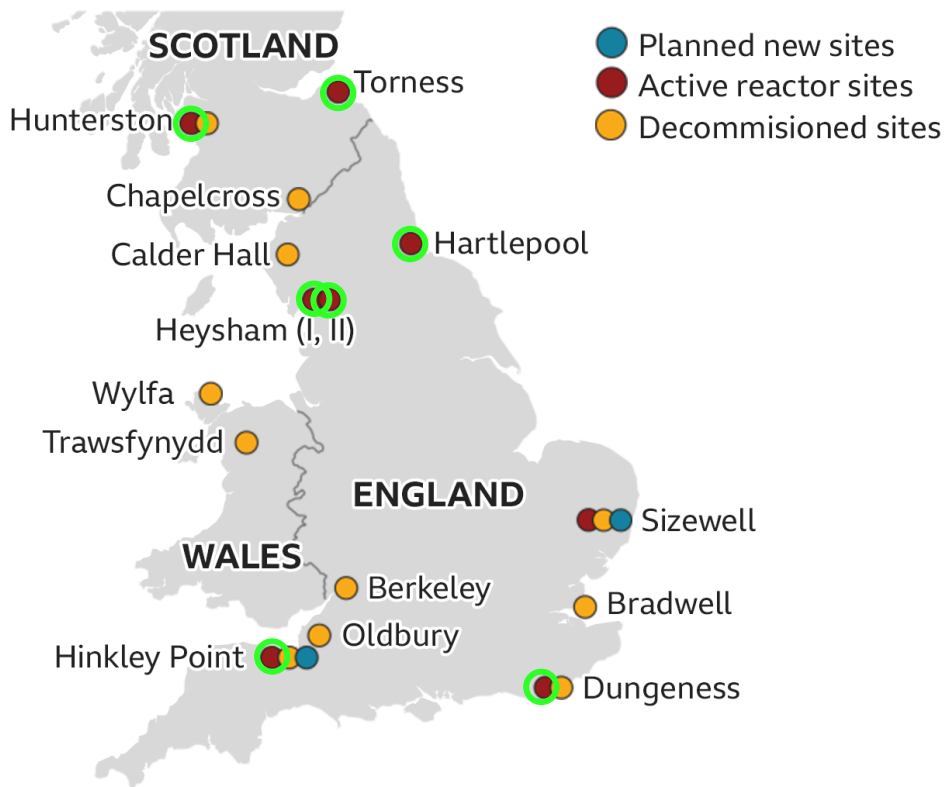 SCOTLAND
Planned new sites
Active reactor sites
Decommisioned sites
Torness
Hunterston
Chapelcross
Hartlepool
Calder Hall
Heysham (I, II)
Wylfa
Trawsfynydd
ENGLAND
Sizewell
WALES
Berkeley
Bradwell
Oldbury
Hinkley Point
Dungeness